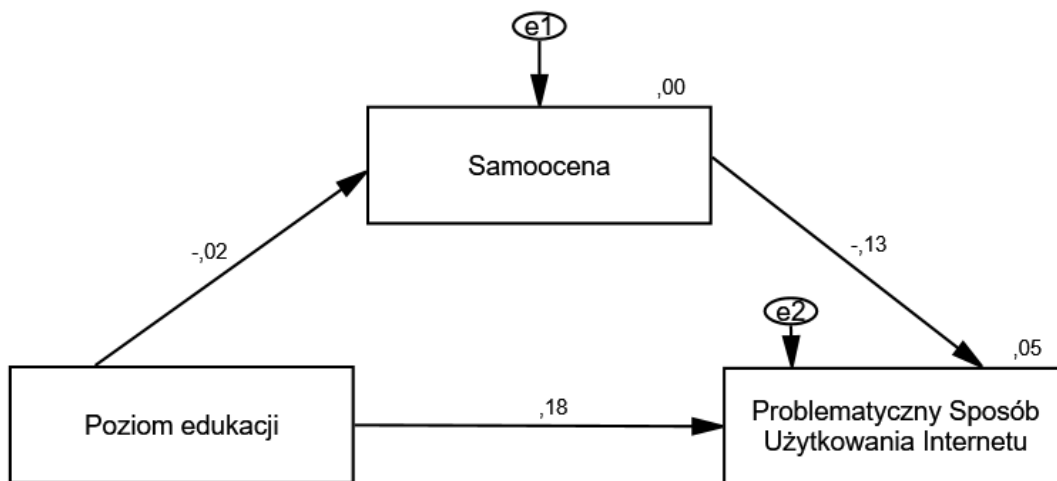 e1
,00
Samoocena
-,02
-,13
e2
,05
Poziom edukacji
,18
Problematyczny Sposób
Użytkowania Internetu